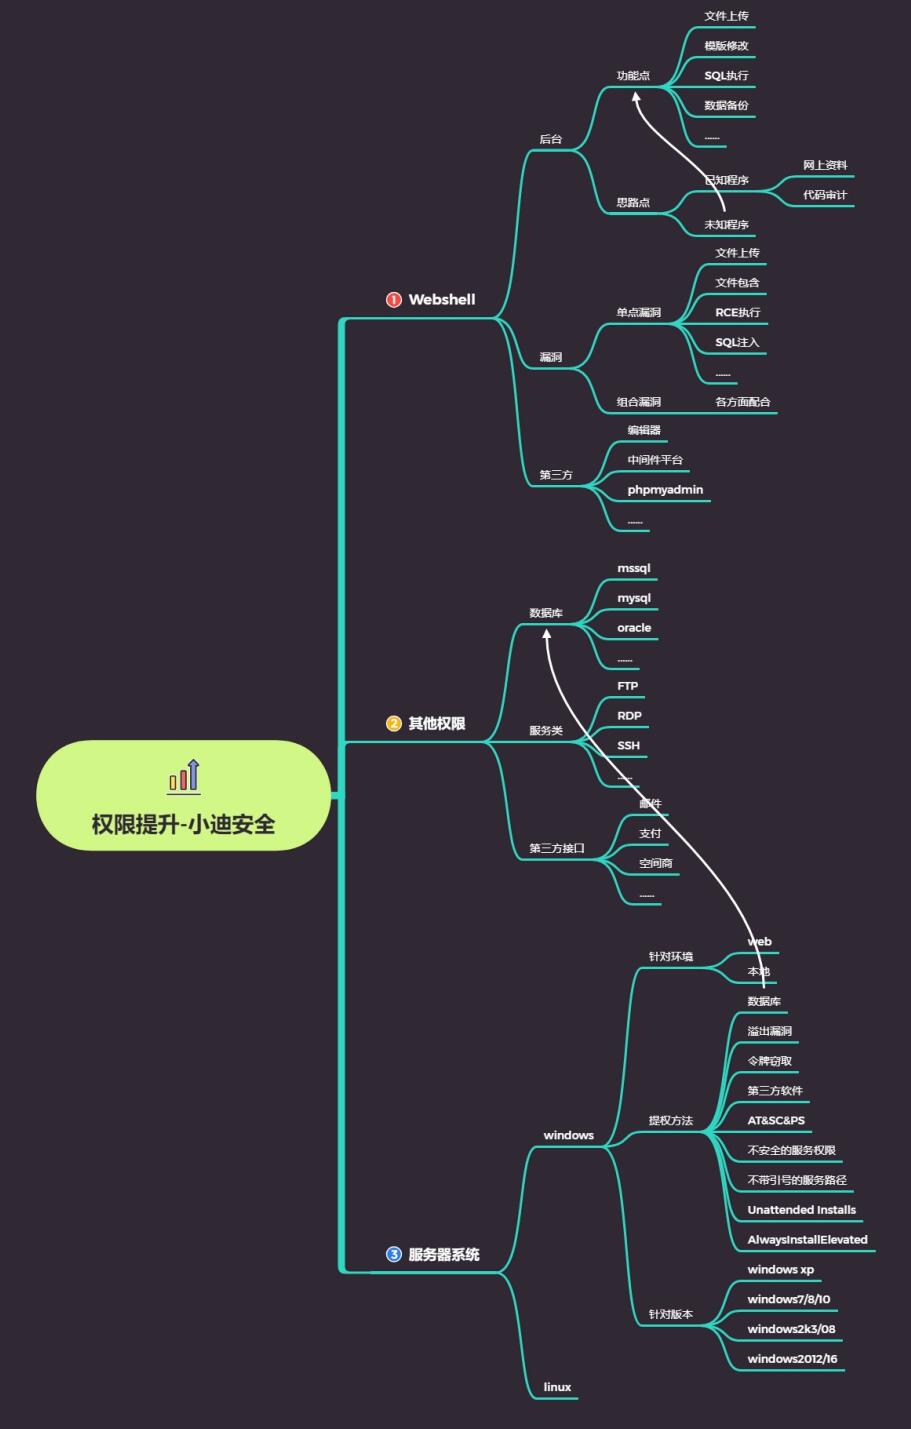 权限提升-小迪安全
1 Webshell
后台
功能点
文件上传
模版修改
SQL执行
数据备份
......
思路点
已知程序
网上资料
代码审计
未知程序
漏洞
单点漏洞
文件上传
文件包含
RCE执行
SQL注入
......
组合漏洞
各方面配合
第三方
编辑器
中间件平台
phpmyadmin
......
2 其他权限
数据库
mssql
mysql
oracle
......
服务类
FTP
RDP
SSH
......
第三方接口
邮件
支付
空间商
......
3 服务器系统
windows
针对环境
web
本地
提权方法
数据库
溢出漏洞
令牌窃取
第三方软件
AT&SC&PS
不安全的服务权限
不带引号的服务路径
Unattended Installs
AlwaysInstallElevated
针对版本
windows xp
windows7/8/10
windows2k3/08
windows2012/16
linux